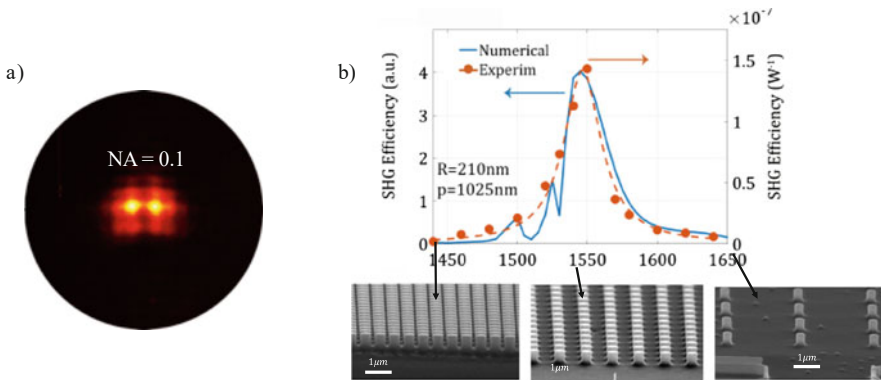 a)
NA = 0.1
b)
×10⁻⁷
Numerical
Experim
R=210nm
p=1025nm
SHG Efficiency (a.u.)
4
3
2
1
0
SHG Efficiency (W⁻¹)
1.5
1
0.5
0
1450
1500
1550
1600
1650
1μm
1μm
1μm